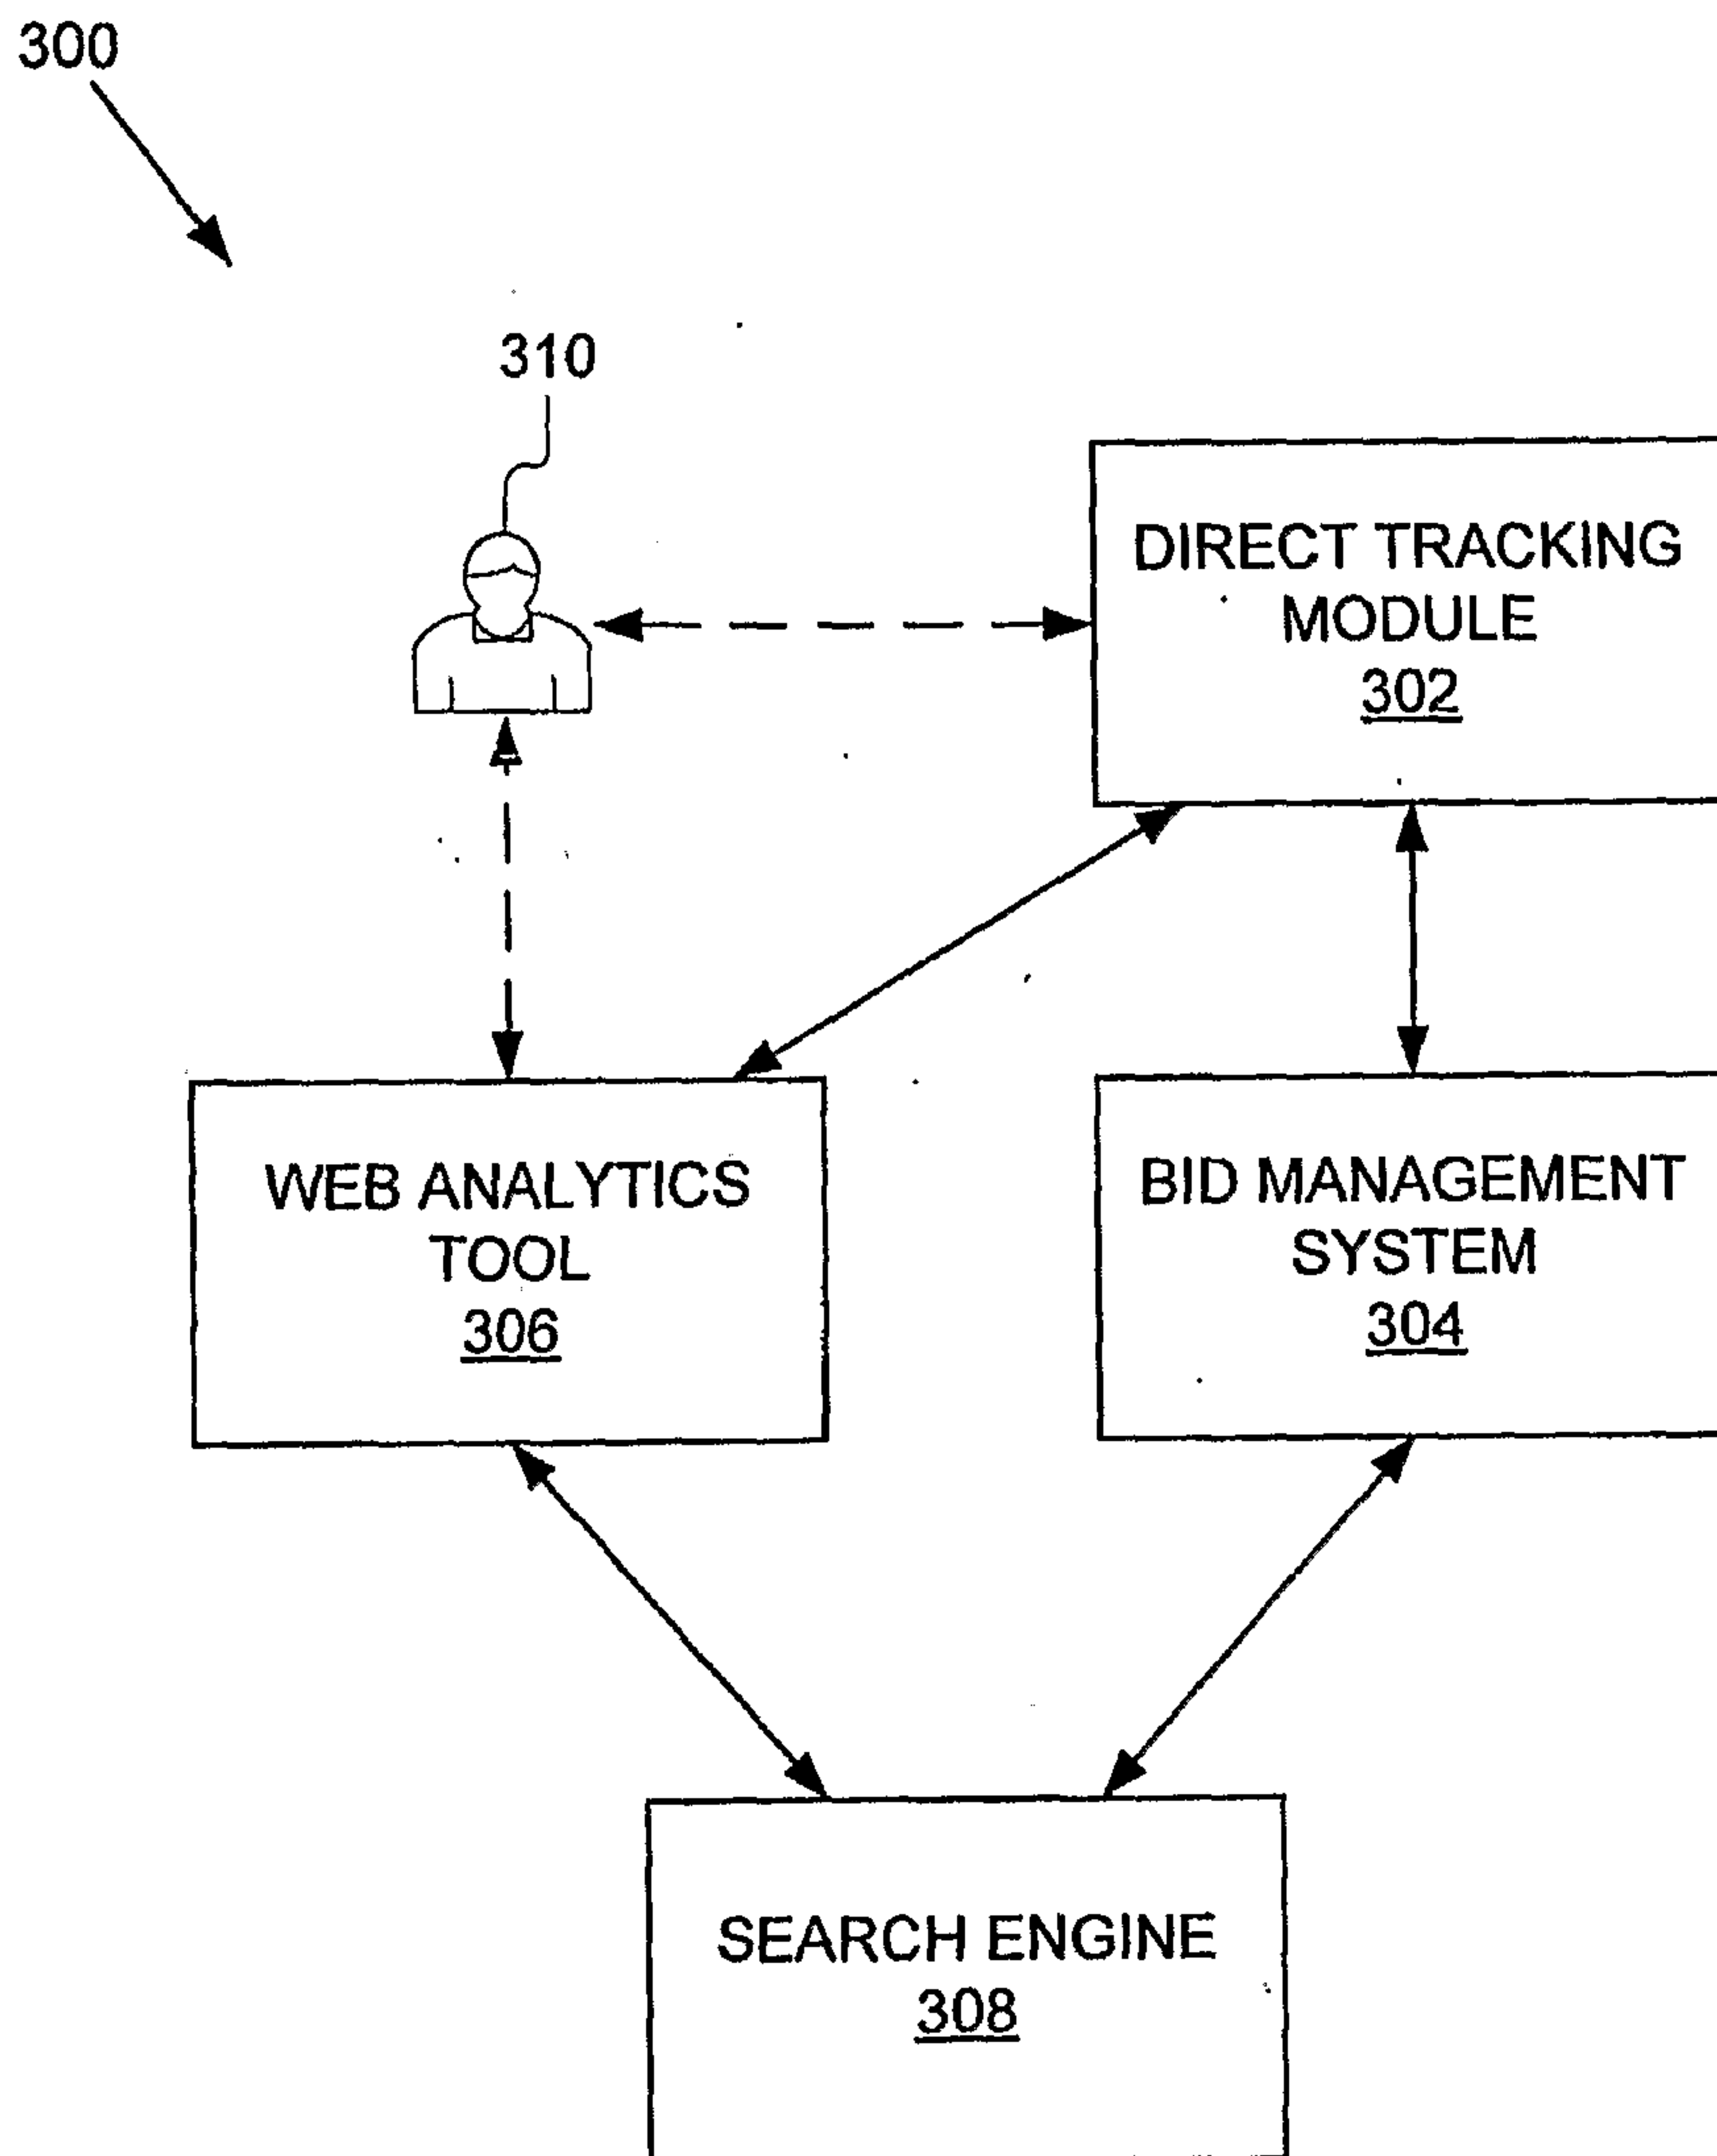 300
310
DIRECT TRACKING
MODULE
302
WEB ANALYTICS
TOOL
306
BID MANAGEMENT
SYSTEM
304
SEARCH ENGINE
308